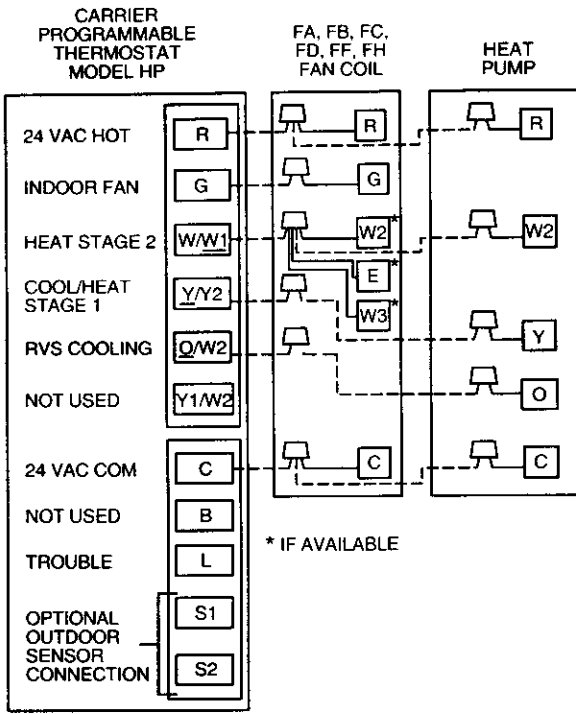 CARRIER
PROGRAMMABLE
THERMOSTAT
MODEL HP
FA, FB, FC,
FD, FF, FH
FAN COIL
HEAT
PUMP
24 VAC HOT
R
R
R
INDOOR FAN
G
G
HEAT STAGE 2
W/W1
W2*
W2
E*
W3*
COOL/HEAT
STAGE 1
Y/Y2
Y
RVS COOLING
O/W2
O
NOT USED
Y1/W2
24 VAC COM
C
C
C
NOT USED
B
* IF AVAILABLE
TROUBLE
L
OPTIONAL
OUTDOOR
SENSOR
CONNECTION
S1
S2